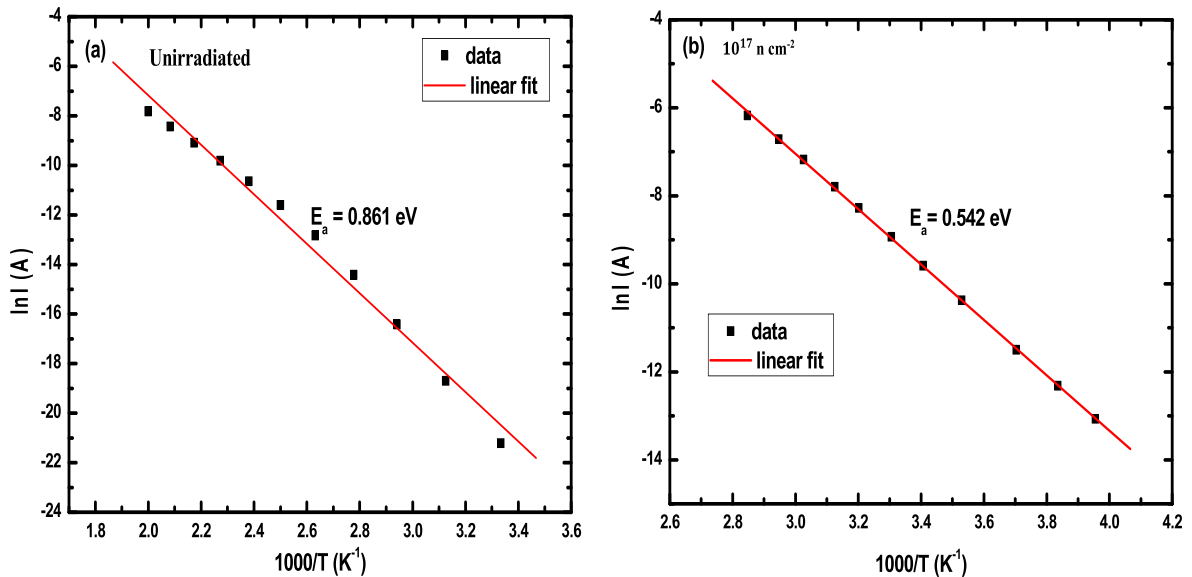 (a) Unirradiated
data
linear fit
Ea = 0.861 eV
ln I (A)
-4
-6
-8
-10
-12
-14
-16
-18
-20
-22
-24
1.8 2.0 2.2 2.4 2.6 2.8 3.0 3.2 3.4 3.6
1000/T (K-1)
(b) 10^17 n cm-2
Ea = 0.542 eV
data
linear fit
ln I (A)
-4
-6
-8
-10
-12
-14
2.6 2.8 3.0 3.2 3.4 3.6 3.8 4.0 4.2
1000/T (K-1)